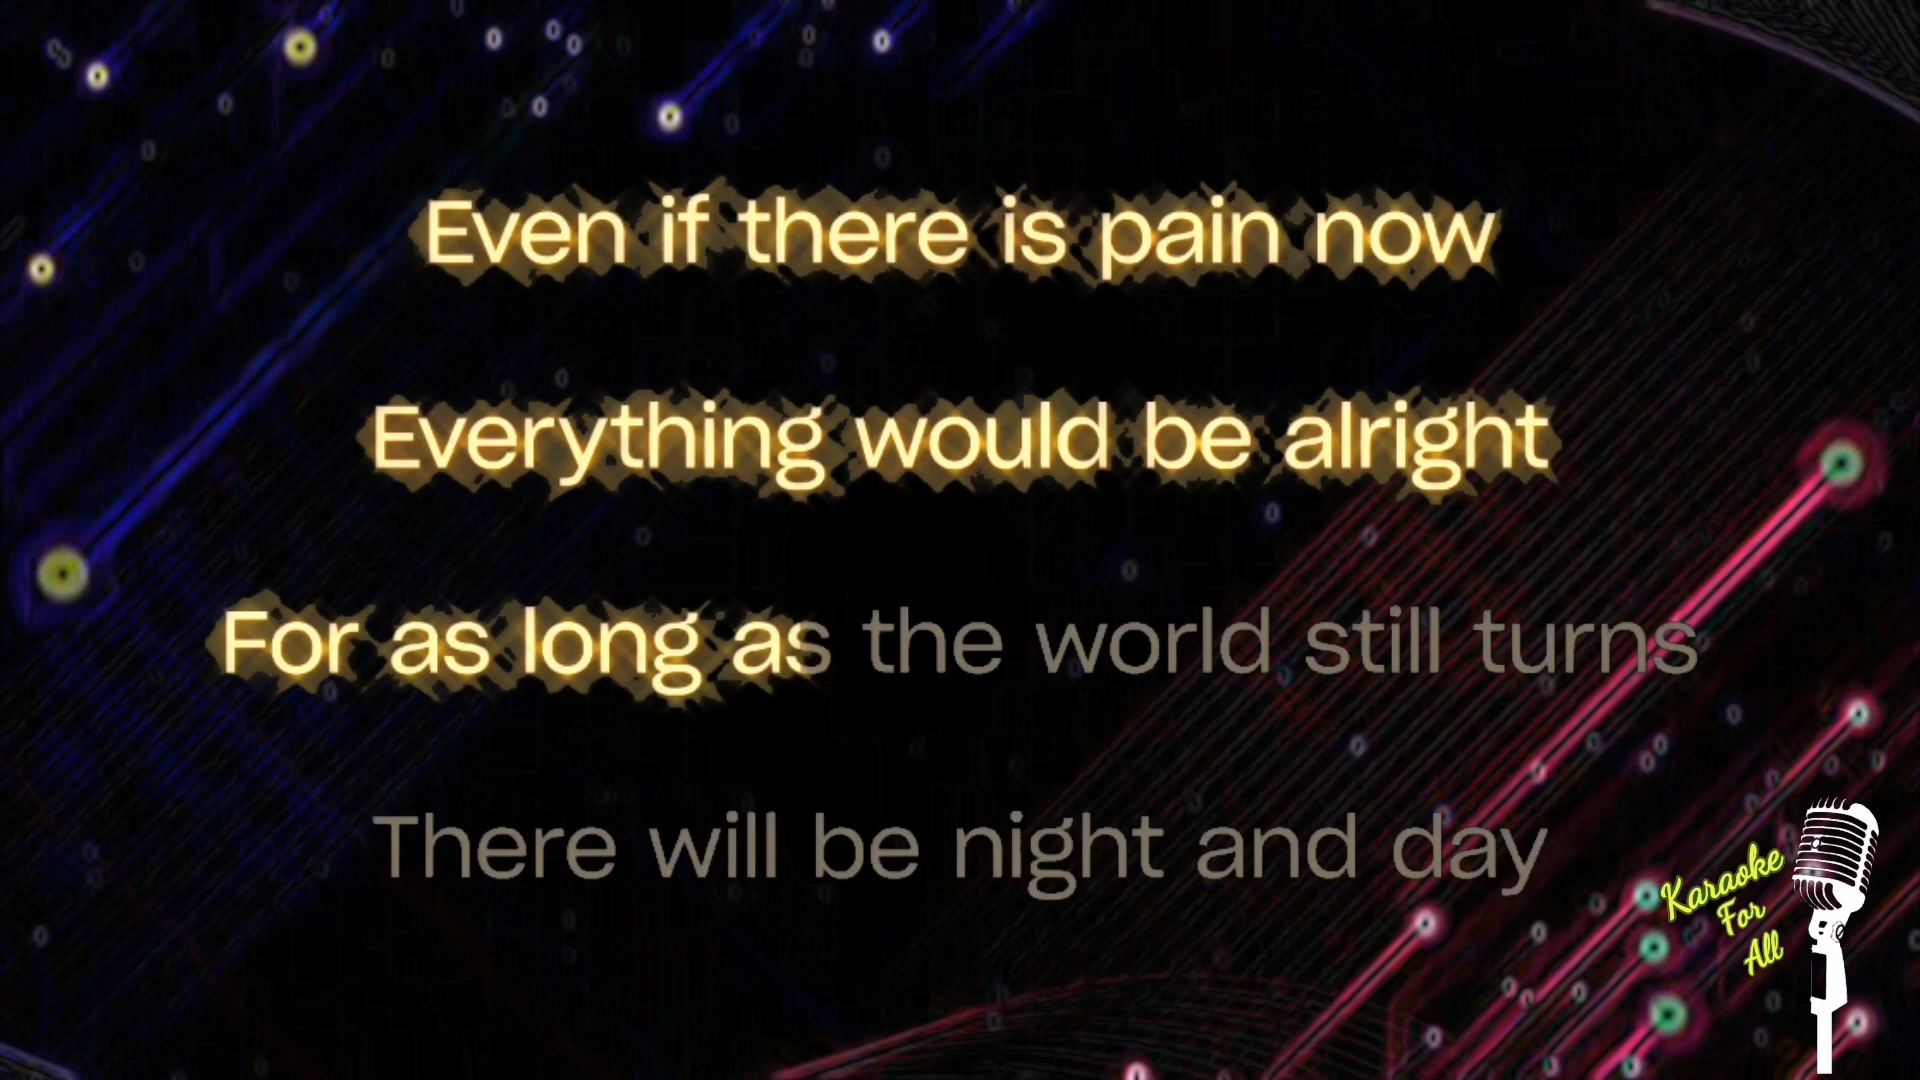 Even if there is pain now
Everything would be alright
For as long as the world still turns
There will be night and day
Karaoke
For
All